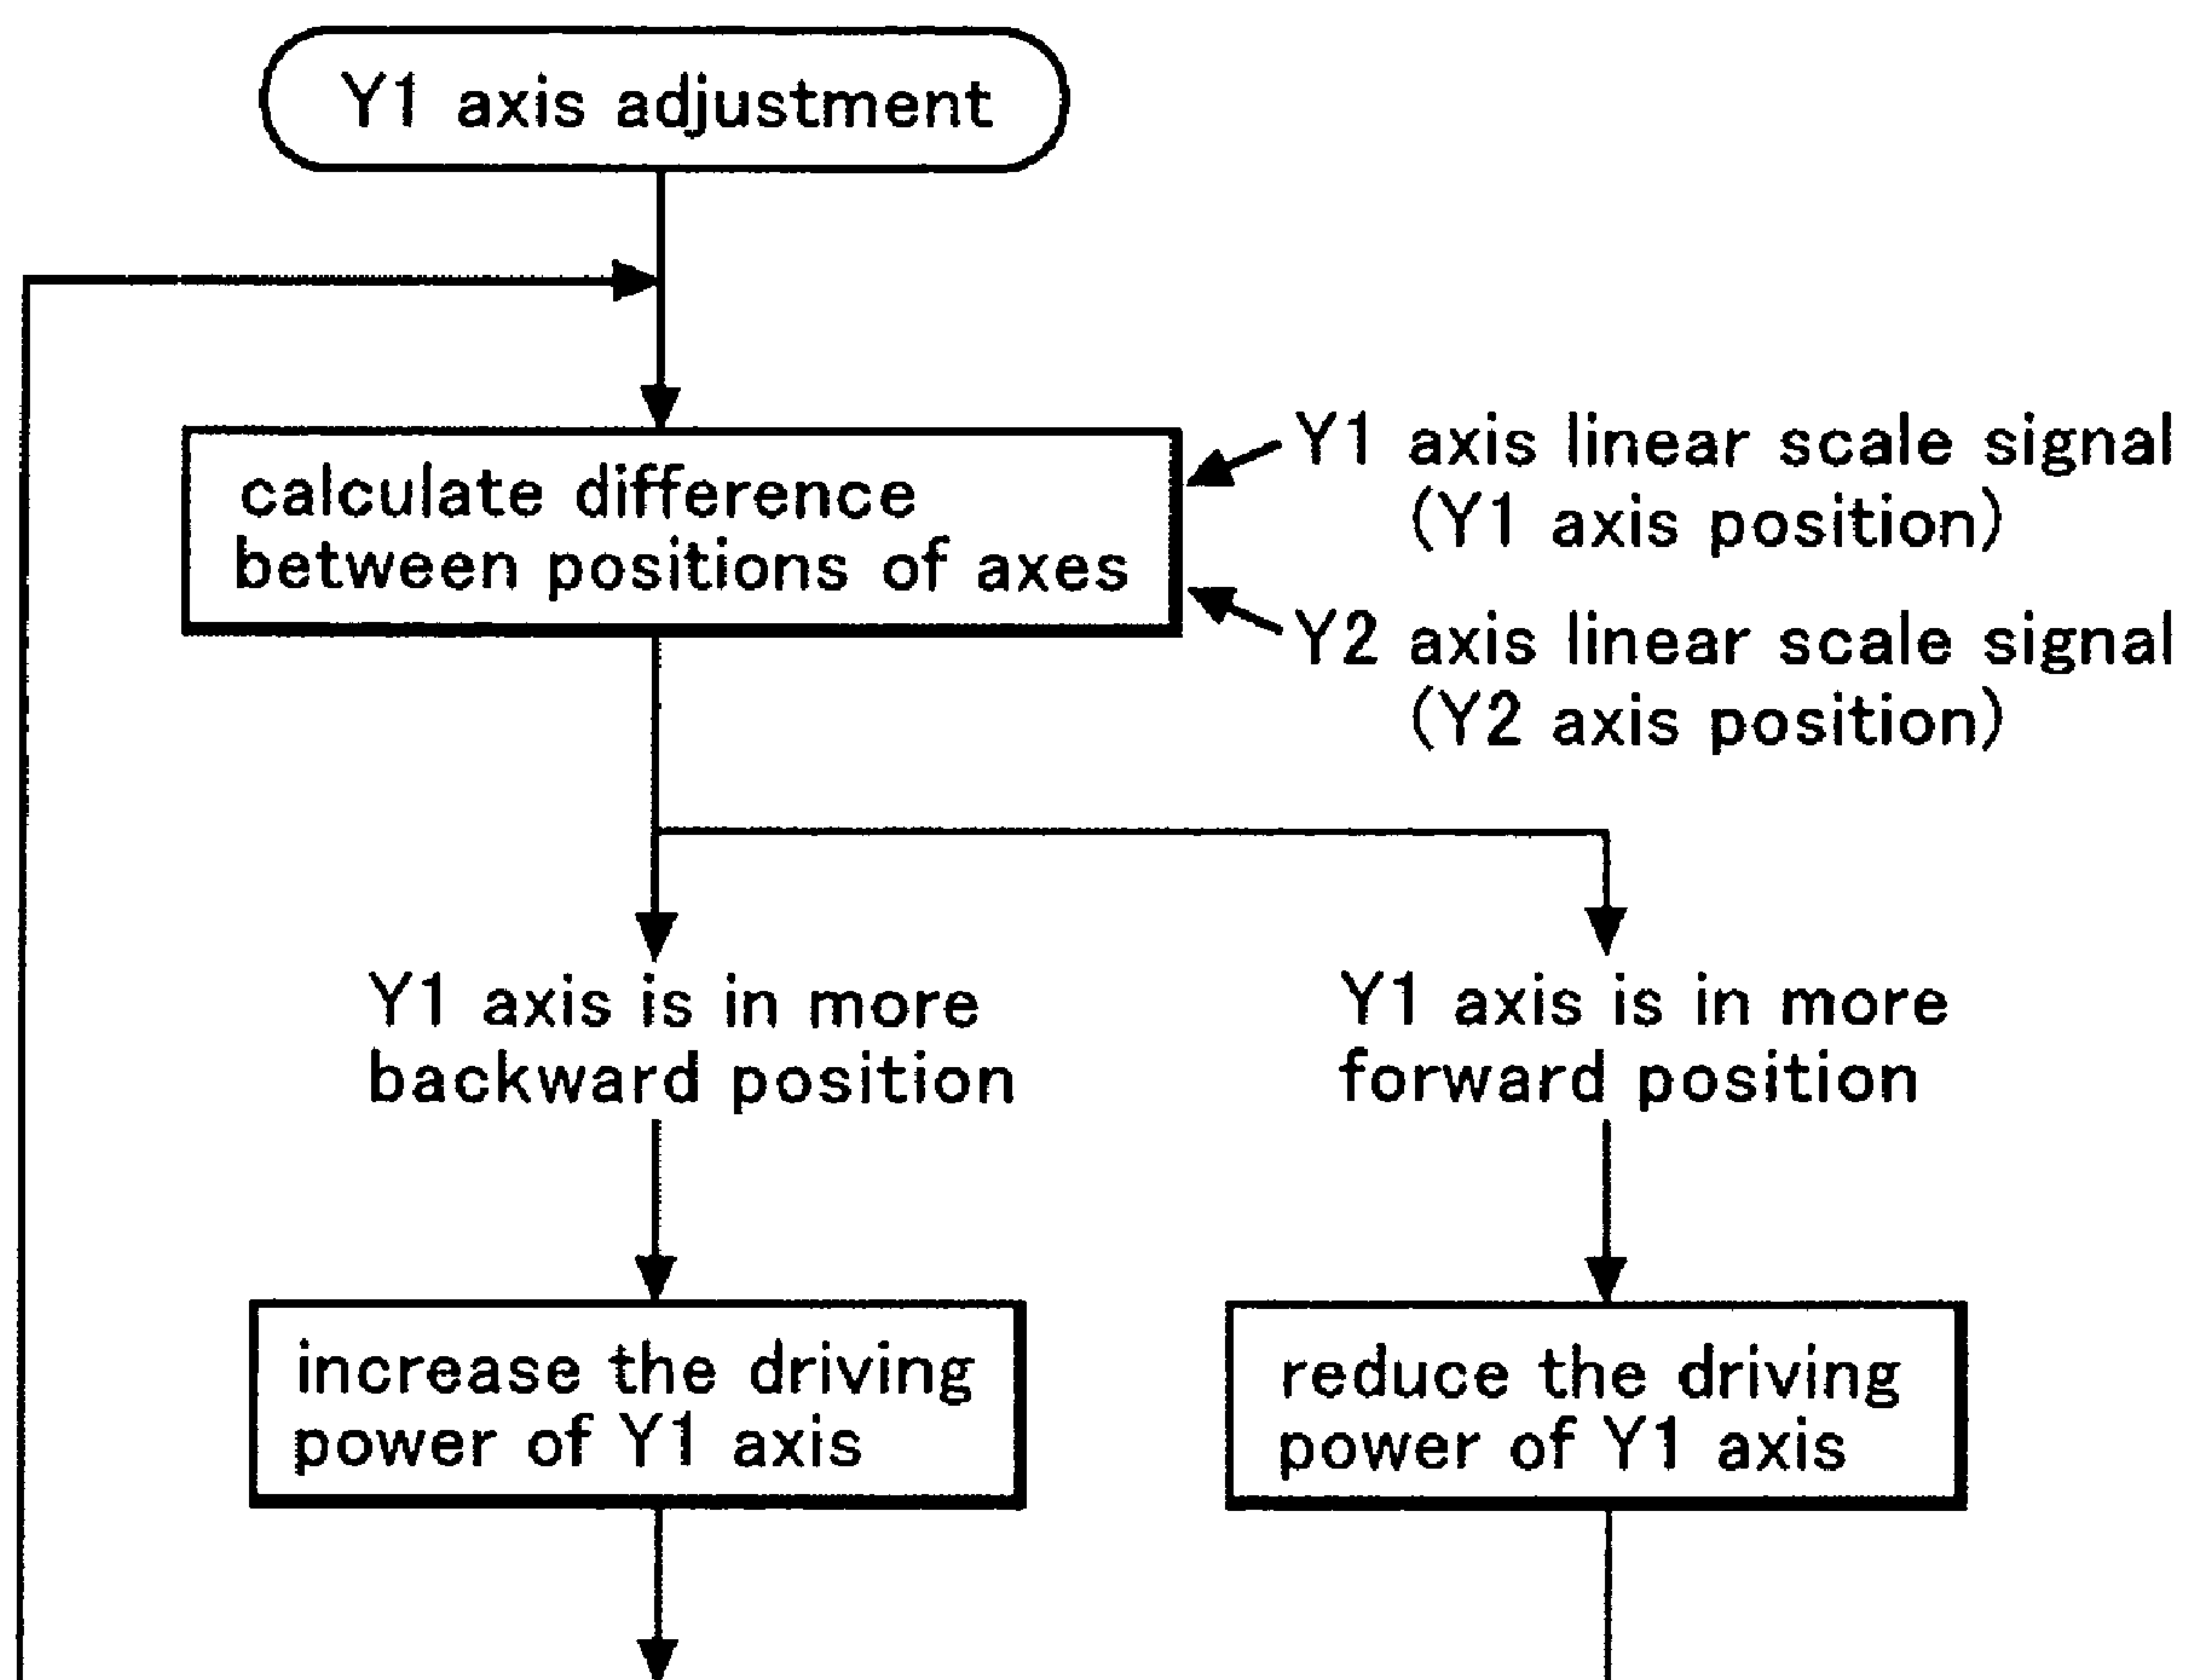 Y1 axis adjustment
calculate difference
between positions of axes
Y1 axis linear scale signal
(Y1 axis position)
Y2 axis linear scale signal
(Y2 axis position)
Y1 axis is in more
backward position
Y1 axis is in more
forward position
increase the driving
power of Y1 axis
reduce the driving
power of Y1 axis